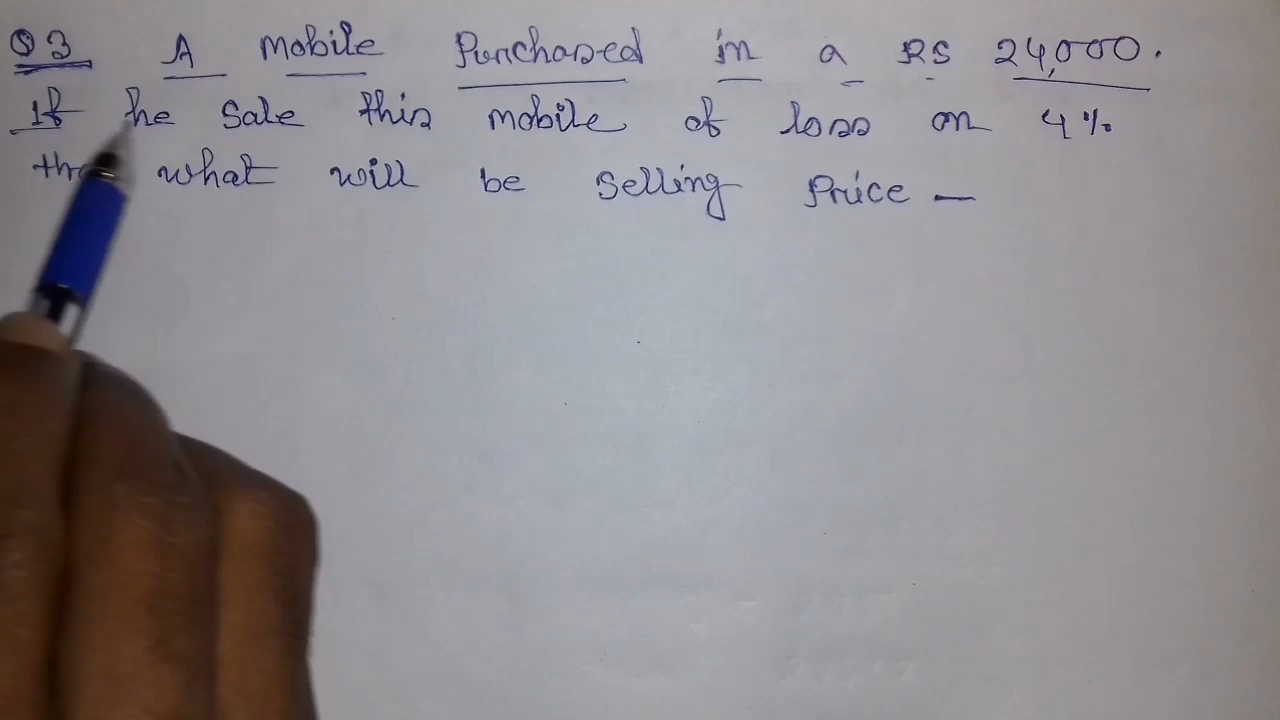 Q3 A mobile Purchased in a RS 24,000.
If he Sale this mobile of loss on 4%
what will be Selling Price —